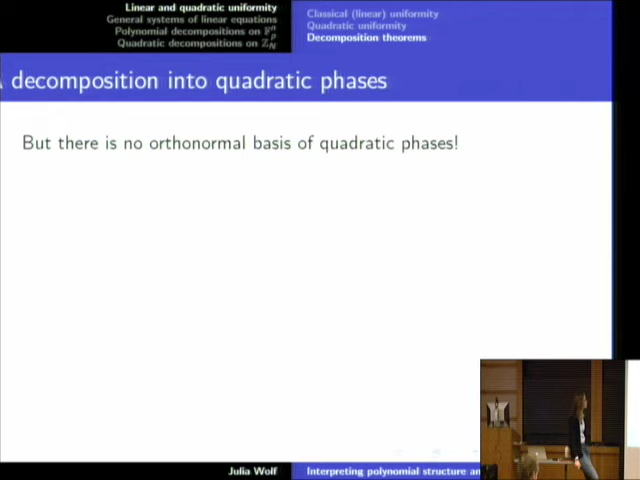 Linear and quadratic uniformity
General systems of linear equations
Polynomial decompositions on 𝔽ₚⁿ
Quadratic decompositions on ℤ_N
Classical (linear) uniformity
Quadratic uniformity
Decomposition theorems
decomposition into quadratic phases
But there is no orthonormal basis of quadratic phases!
Julia Wolf
Interpreting polynomial structure an